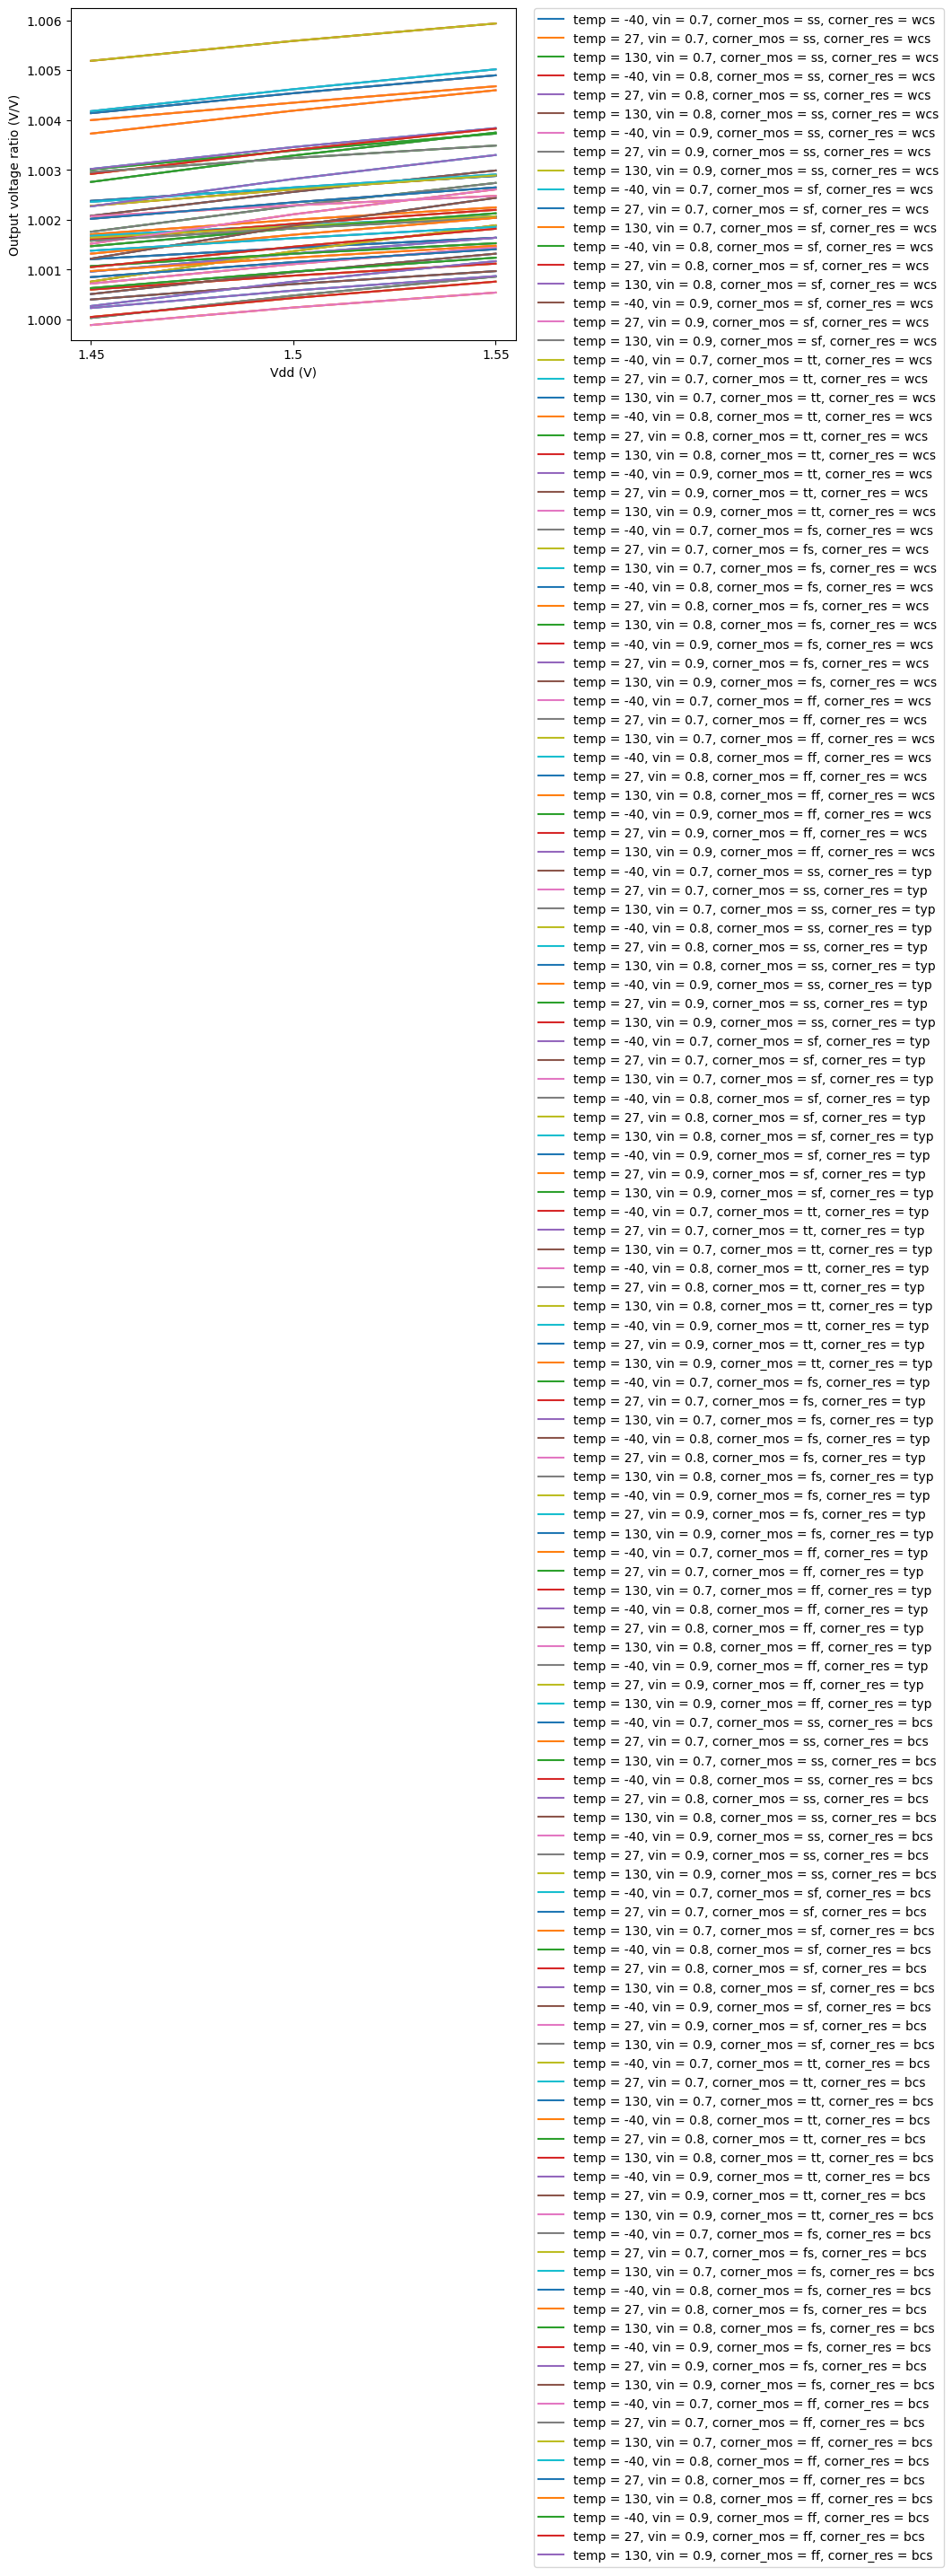 1.006
1.005
1.004
1.003
1.002
1.001
1.000
Output voltage ratio (V/V)
1.45
1.5
1.55
Vdd (V)
temp = -40, vin = 0.7, corner_mos = ss, corner_res = wcs
temp = 27, vin = 0.7, corner_mos = ss, corner_res = wcs
temp = 130, vin = 0.7, corner_mos = ss, corner_res = wcs
temp = -40, vin = 0.8, corner_mos = ss, corner_res = wcs
temp = 27, vin = 0.8, corner_mos = ss, corner_res = wcs
temp = 130, vin = 0.8, corner_mos = ss, corner_res = wcs
temp = -40, vin = 0.9, corner_mos = ss, corner_res = wcs
temp = 27, vin = 0.9, corner_mos = ss, corner_res = wcs
temp = 130, vin = 0.9, corner_mos = ss, corner_res = wcs
temp = -40, vin = 0.7, corner_mos = sf, corner_res = wcs
temp = 27, vin = 0.7, corner_mos = sf, corner_res = wcs
temp = 130, vin = 0.7, corner_mos = sf, corner_res = wcs
temp = -40, vin = 0.8, corner_mos = sf, corner_res = wcs
temp = 27, vin = 0.8, corner_mos = sf, corner_res = wcs
temp = 130, vin = 0.8, corner_mos = sf, corner_res = wcs
temp = -40, vin = 0.9, corner_mos = sf, corner_res = wcs
temp = 27, vin = 0.9, corner_mos = sf, corner_res = wcs
temp = 130, vin = 0.9, corner_mos = sf, corner_res = wcs
temp = -40, vin = 0.7, corner_mos = tt, corner_res = wcs
temp = 27, vin = 0.7, corner_mos = tt, corner_res = wcs
temp = 130, vin = 0.7, corner_mos = tt, corner_res = wcs
temp = -40, vin = 0.8, corner_mos = tt, corner_res = wcs
temp = 27, vin = 0.8, corner_mos = tt, corner_res = wcs
temp = 130, vin = 0.8, corner_mos = tt, corner_res = wcs
temp = -40, vin = 0.9, corner_mos = tt, corner_res = wcs
temp = 27, vin = 0.9, corner_mos = tt, corner_res = wcs
temp = 130, vin = 0.9, corner_mos = tt, corner_res = wcs
temp = -40, vin = 0.7, corner_mos = fs, corner_res = wcs
temp = 27, vin = 0.7, corner_mos = fs, corner_res = wcs
temp = 130, vin = 0.7, corner_mos = fs, corner_res = wcs
temp = -40, vin = 0.8, corner_mos = fs, corner_res = wcs
temp = 27, vin = 0.8, corner_mos = fs, corner_res = wcs
temp = 130, vin = 0.8, corner_mos = fs, corner_res = wcs
temp = -40, vin = 0.9, corner_mos = fs, corner_res = wcs
temp = 27, vin = 0.9, corner_mos = fs, corner_res = wcs
temp = 130, vin = 0.9, corner_mos = fs, corner_res = wcs
temp = -40, vin = 0.7, corner_mos = ff, corner_res = wcs
temp = 27, vin = 0.7, corner_mos = ff, corner_res = wcs
temp = 130, vin = 0.7, corner_mos = ff, corner_res = wcs
temp = -40, vin = 0.8, corner_mos = ff, corner_res = wcs
temp = 27, vin = 0.8, corner_mos = ff, corner_res = wcs
temp = 130, vin = 0.8, corner_mos = ff, corner_res = wcs
temp = -40, vin = 0.9, corner_mos = ff, corner_res = wcs
temp = 27, vin = 0.9, corner_mos = ff, corner_res = wcs
temp = 130, vin = 0.9, corner_mos = ff, corner_res = wcs
temp = -40, vin = 0.7, corner_mos = ss, corner_res = typ
temp = 27, vin = 0.7, corner_mos = ss, corner_res = typ
temp = 130, vin = 0.7, corner_mos = ss, corner_res = typ
temp = -40, vin = 0.8, corner_mos = ss, corner_res = typ
temp = 27, vin = 0.8, corner_mos = ss, corner_res = typ
temp = 130, vin = 0.8, corner_mos = ss, corner_res = typ
temp = -40, vin = 0.9, corner_mos = ss, corner_res = typ
temp = 27, vin = 0.9, corner_mos = ss, corner_res = typ
temp = 130, vin = 0.9, corner_mos = ss, corner_res = typ
temp = -40, vin = 0.7, corner_mos = sf, corner_res = typ
temp = 27, vin = 0.7, corner_mos = sf, corner_res = typ
temp = 130, vin = 0.7, corner_mos = sf, corner_res = typ
temp = -40, vin = 0.8, corner_mos = sf, corner_res = typ
temp = 27, vin = 0.8, corner_mos = sf, corner_res = typ
temp = 130, vin = 0.8, corner_mos = sf, corner_res = typ
temp = -40, vin = 0.9, corner_mos = sf, corner_res = typ
temp = 27, vin = 0.9, corner_mos = sf, corner_res = typ
temp = 130, vin = 0.9, corner_mos = sf, corner_res = typ
temp = -40, vin = 0.7, corner_mos = tt, corner_res = typ
temp = 27, vin = 0.7, corner_mos = tt, corner_res = typ
temp = 130, vin = 0.7, corner_mos = tt, corner_res = typ
temp = -40, vin = 0.8, corner_mos = tt, corner_res = typ
temp = 27, vin = 0.8, corner_mos = tt, corner_res = typ
temp = 130, vin = 0.8, corner_mos = tt, corner_res = typ
temp = -40, vin = 0.9, corner_mos = tt, corner_res = typ
temp = 27, vin = 0.9, corner_mos = tt, corner_res = typ
temp = 130, vin = 0.9, corner_mos = tt, corner_res = typ
temp = -40, vin = 0.7, corner_mos = fs, corner_res = typ
temp = 27, vin = 0.7, corner_mos = fs, corner_res = typ
temp = 130, vin = 0.7, corner_mos = fs, corner_res = typ
temp = -40, vin = 0.8, corner_mos = fs, corner_res = typ
temp = 27, vin = 0.8, corner_mos = fs, corner_res = typ
temp = 130, vin = 0.8, corner_mos = fs, corner_res = typ
temp = -40, vin = 0.9, corner_mos = fs, corner_res = typ
temp = 27, vin = 0.9, corner_mos = fs, corner_res = typ
temp = 130, vin = 0.9, corner_mos = fs, corner_res = typ
temp = -40, vin = 0.7, corner_mos = ff, corner_res = typ
temp = 27, vin = 0.7, corner_mos = ff, corner_res = typ
temp = 130, vin = 0.7, corner_mos = ff, corner_res = typ
temp = -40, vin = 0.8, corner_mos = ff, corner_res = typ
temp = 27, vin = 0.8, corner_mos = ff, corner_res = typ
temp = 130, vin = 0.8, corner_mos = ff, corner_res = typ
temp = -40, vin = 0.9, corner_mos = ff, corner_res = typ
temp = 27, vin = 0.9, corner_mos = ff, corner_res = typ
temp = 130, vin = 0.9, corner_mos = ff, corner_res = typ
temp = -40, vin = 0.7, corner_mos = ss, corner_res = bcs
temp = 27, vin = 0.7, corner_mos = ss, corner_res = bcs
temp = 130, vin = 0.7, corner_mos = ss, corner_res = bcs
temp = -40, vin = 0.8, corner_mos = ss, corner_res = bcs
temp = 27, vin = 0.8, corner_mos = ss, corner_res = bcs
temp = 130, vin = 0.8, corner_mos = ss, corner_res = bcs
temp = -40, vin = 0.9, corner_mos = ss, corner_res = bcs
temp = 27, vin = 0.9, corner_mos = ss, corner_res = bcs
temp = 130, vin = 0.9, corner_mos = ss, corner_res = bcs
temp = -40, vin = 0.7, corner_mos = sf, corner_res = bcs
temp = 27, vin = 0.7, corner_mos = sf, corner_res = bcs
temp = 130, vin = 0.7, corner_mos = sf, corner_res = bcs
temp = -40, vin = 0.8, corner_mos = sf, corner_res = bcs
temp = 27, vin = 0.8, corner_mos = sf, corner_res = bcs
temp = 130, vin = 0.8, corner_mos = sf, corner_res = bcs
temp = -40, vin = 0.9, corner_mos = sf, corner_res = bcs
temp = 27, vin = 0.9, corner_mos = sf, corner_res = bcs
temp = 130, vin = 0.9, corner_mos = sf, corner_res = bcs
temp = -40, vin = 0.7, corner_mos = tt, corner_res = bcs
temp = 27, vin = 0.7, corner_mos = tt, corner_res = bcs
temp = 130, vin = 0.7, corner_mos = tt, corner_res = bcs
temp = -40, vin = 0.8, corner_mos = tt, corner_res = bcs
temp = 27, vin = 0.8, corner_mos = tt, corner_res = bcs
temp = 130, vin = 0.8, corner_mos = tt, corner_res = bcs
temp = -40, vin = 0.9, corner_mos = tt, corner_res = bcs
temp = 27, vin = 0.9, corner_mos = tt, corner_res = bcs
temp = 130, vin = 0.9, corner_mos = tt, corner_res = bcs
temp = -40, vin = 0.7, corner_mos = fs, corner_res = bcs
temp = 27, vin = 0.7, corner_mos = fs, corner_res = bcs
temp = 130, vin = 0.7, corner_mos = fs, corner_res = bcs
temp = -40, vin = 0.8, corner_mos = fs, corner_res = bcs
temp = 27, vin = 0.8, corner_mos = fs, corner_res = bcs
temp = 130, vin = 0.8, corner_mos = fs, corner_res = bcs
temp = -40, vin = 0.9, corner_mos = fs, corner_res = bcs
temp = 27, vin = 0.9, corner_mos = fs, corner_res = bcs
temp = 130, vin = 0.9, corner_mos = fs, corner_res = bcs
temp = -40, vin = 0.7, corner_mos = ff, corner_res = bcs
temp = 27, vin = 0.7, corner_mos = ff, corner_res = bcs
temp = 130, vin = 0.7, corner_mos = ff, corner_res = bcs
temp = -40, vin = 0.8, corner_mos = ff, corner_res = bcs
temp = 27, vin = 0.8, corner_mos = ff, corner_res = bcs
temp = 130, vin = 0.8, corner_mos = ff, corner_res = bcs
temp = -40, vin = 0.9, corner_mos = ff, corner_res = bcs
temp = 27, vin = 0.9, corner_mos = ff, corner_res = bcs
temp = 130, vin = 0.9, corner_mos = ff, corner_res = bcs